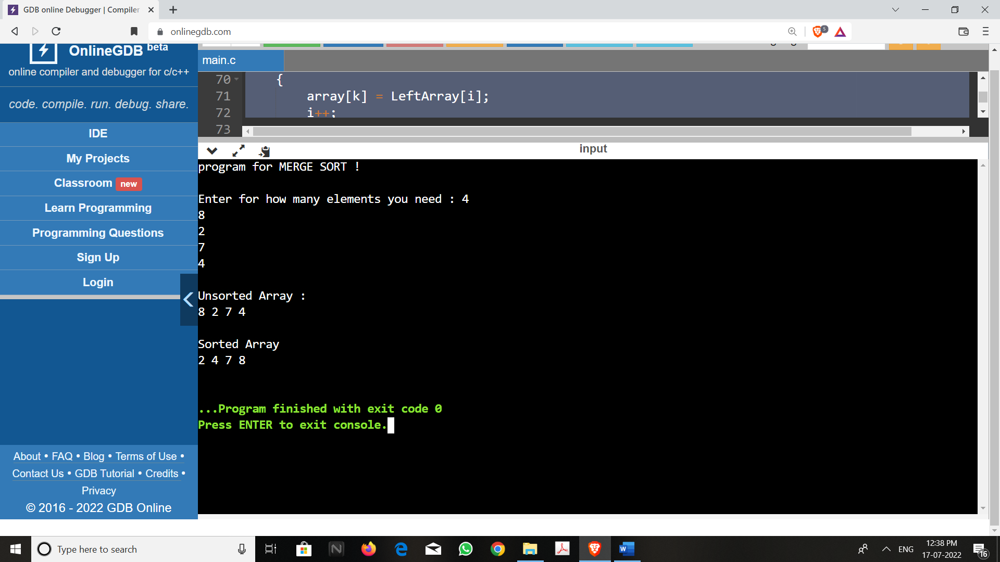 GDB online Debugger | Compiler
onlinegdb.com
5
OnlineGDB beta
online compiler and debugger for c/c++
code. compile. run. debug. share.
IDE
My Projects
Classroom new
Learn Programming
Programming Questions
Sign Up
Login
About • FAQ • Blog • Terms of Use •
Contact Us • GDB Tutorial • Credits •
Privacy
© 2016 - 2022 GDB Online
main.c
70 {
71 array[k] = LeftArray[i];
72 i++;
73
input
program for MERGE SORT !
Enter for how many elements you need : 4
8
2
7
4
Unsorted Array :
8 2 7 4
Sorted Array
2 4 7 8
...Program finished with exit code 0
Press ENTER to exit console.
Type here to search
W
ENG
12:38 PM
17-07-2022
16